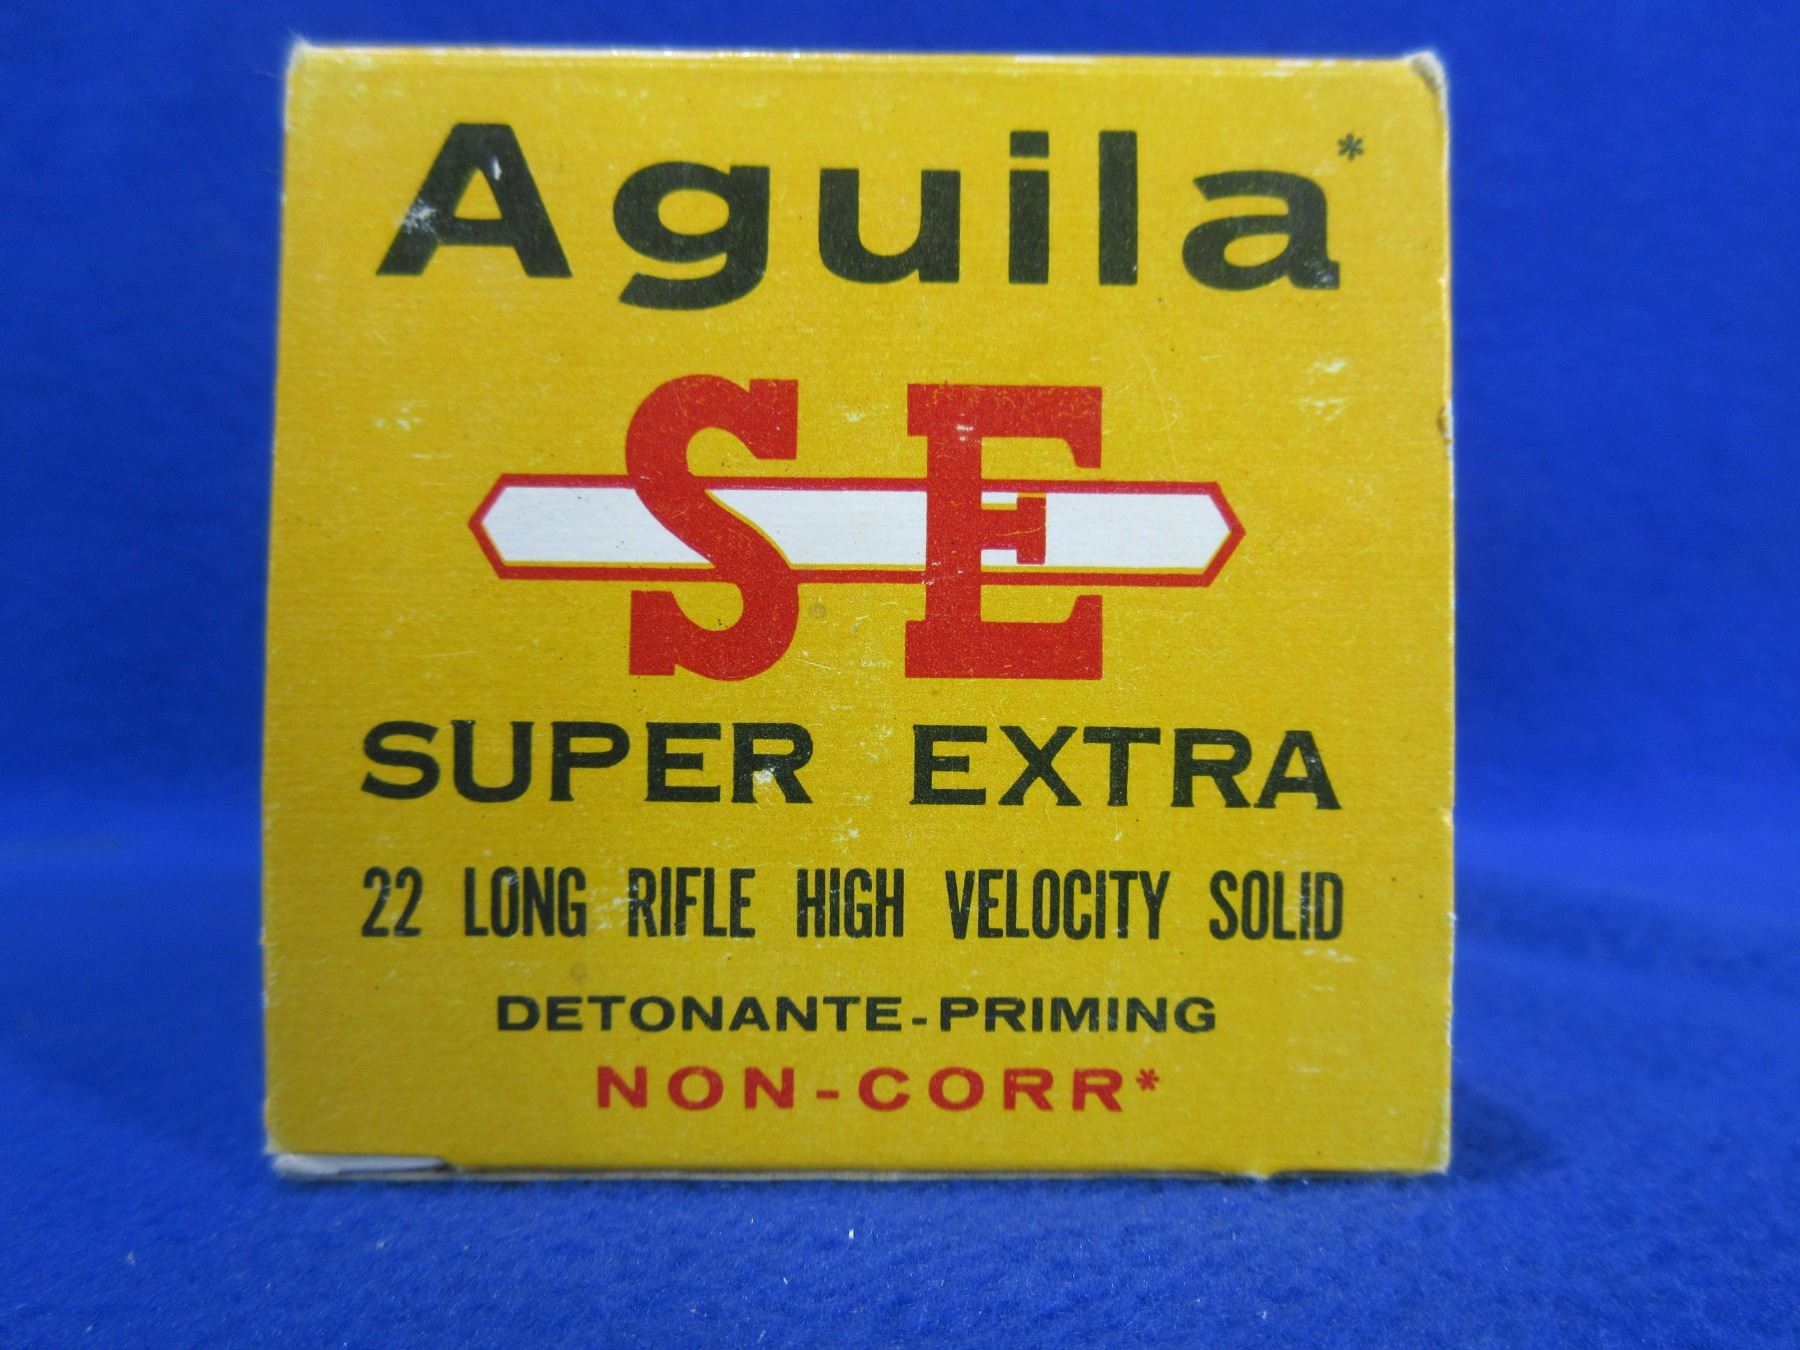 Aguila*
SE
SUPER EXTRA
22 LONG RIFLE HIGH VELOCITY SOLID
DETONANTE-PRIMING
NON-CORR*